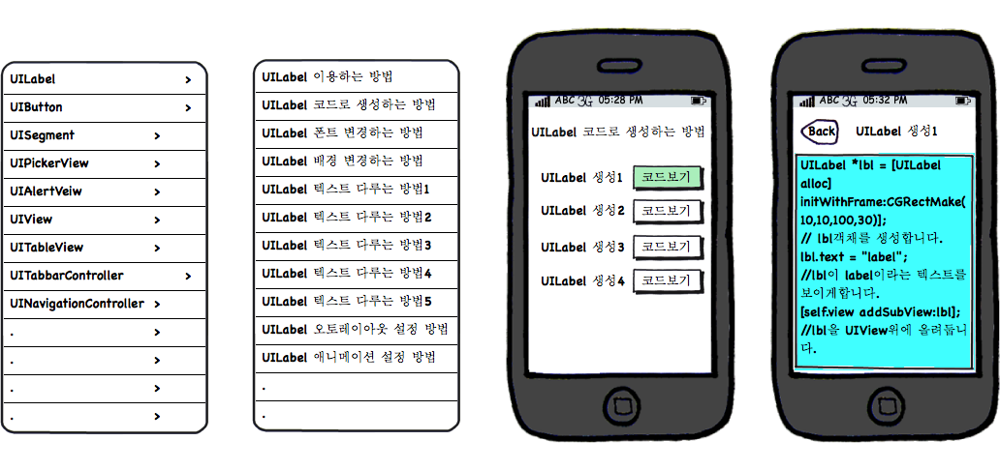 UILabel >
UIButton >
UISegment >
UIPickerView >
UIAlertVeiw >
UIView >
UITableView >
UITabbarController >
UINavigationController >
. >
. >
. >
. >
UILabel 이용하는 방법
UILabel 코드로 생성하는 방법
UILabel 폰트 변경하는 방법
UILabel 배경 변경하는 방법
UILabel 텍스트 다루는 방법1
UILabel 텍스트 다루는 방법2
UILabel 텍스트 다루는 방법3
UILabel 텍스트 다루는 방법4
UILabel 텍스트 다루는 방법5
UILabel 오토레이아웃 설정 방법
UILabel 애니메이션 설정 방법
.
.
ABC 3G 05:28 PM
UILabel 코드로 생성하는 방법
UILabel 생성1 코드보기
UILabel 생성2 코드보기
UILabel 생성3 코드보기
UILabel 생성4 코드보기
ABC 3G 05:32 PM
Back UILabel 생성1
UILabel *lbl = [UILabel
alloc]
initWithFrame:CGRectMake(
10,10,100,30)];
// lbl객채를 생성합니다.
lbl.text = "label";
//lbl이 label이라는 텍스트를
보이게합니다.
[self.view addSubView:lbl];
//lbl을 UIView위에 올려둡니
다.